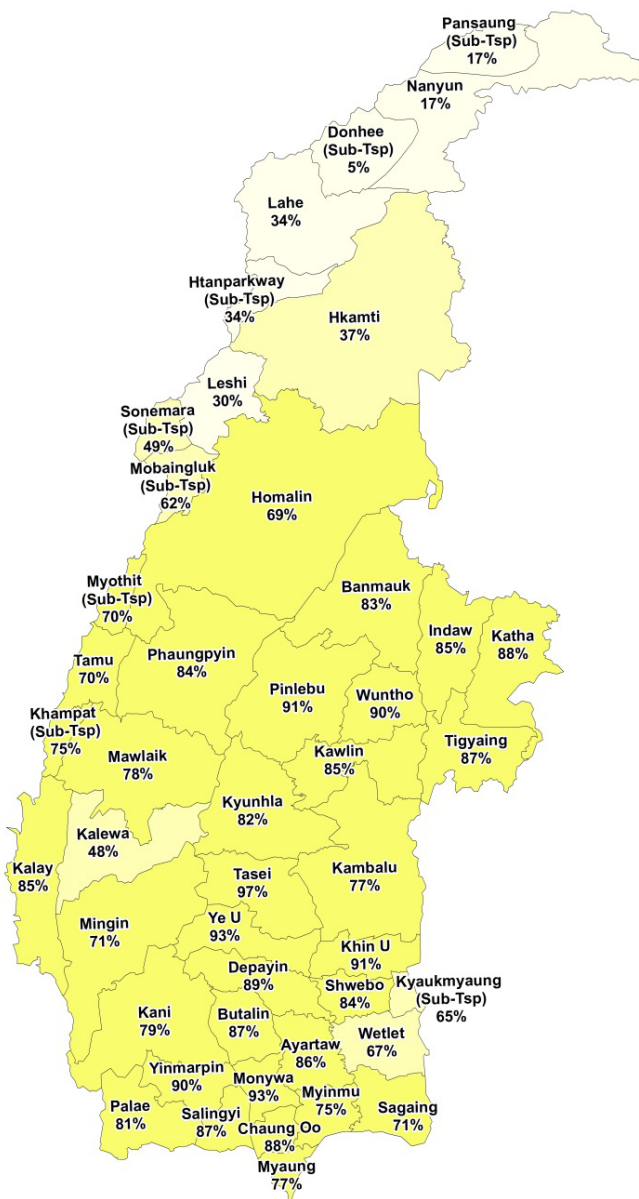 Pansaung
(Sub-Tsp)
17%
Nanyun
17%
Donhee
(Sub-Tsp)
5%
Lahe
34%
Htanparkway
(Sub-Tsp)
34%
Hkamti
37%
Leshi
30%
Sonemara
(Sub-Tsp)
49%
Mobaingluk
(Sub-Tsp)
62%
Homalin
69%
Myothit
(Sub-Tsp)
70%
Banmauk
83%
Indaw
85%
Katha
88%
Tamu
70%
Phaungpyin
84%
Pinlebu
91%
Wuntho
90%
Khampat
(Sub-Tsp)
75%
Mawlaik
78%
Kawlin
85%
Tigyaing
87%
Kyunhla
82%
Kalewa
48%
Kalay
85%
Tasei
97%
Kambalu
77%
Mingin
71%
Ye U
93%
Khin U
91%
Depayin
89%
Shwebo
84%
Kyaukmyaung
(Sub-Tsp)
65%
Kani
79%
Butalin
87%
Wetlet
67%
Ayartaw
86%
Yinmarpin
90%
Monywa
93%
Myinmu
75%
Palae
81%
Salingyi
87%
Chaung Oo
88%
Sagaing
71%
Myaung
77%